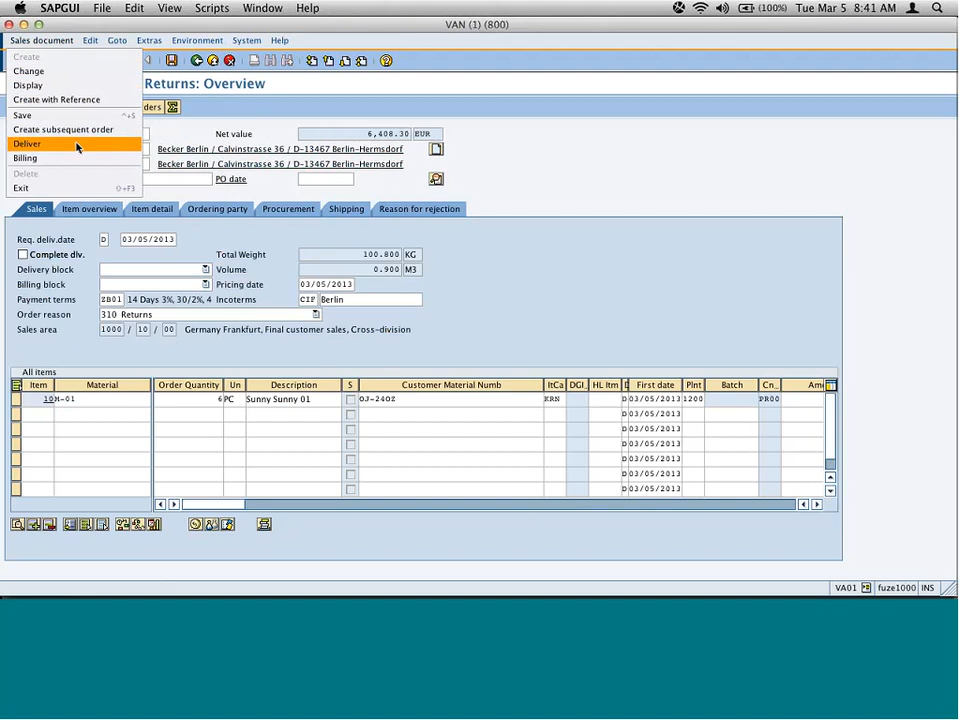 SAPGUI File Edit View Scripts Window Help (100%) Tue Mar 5 8:41 AM
VAN (1) (800)
Sales document Edit Goto Extras Environment System Help
Create
Change
Display
Create with Reference
Save ^+S
Create subsequent order
Deliver
Billing
Delete
Exit ⇧+F3
Returns: Overview
ders
Net value 6,408.30 EUR
Becker Berlin / Calvinstrasse 36 / D-13467 Berlin-Hermsdorf
Becker Berlin / Calvinstrasse 36 / D-13467 Berlin-Hermsdorf
PO date
Sales Item overview Item detail Ordering party Procurement Shipping Reason for rejection
Req. deliv.date D 03/05/2013
Complete dlv. Total Weight 100.800 KG
Delivery block Volume 0.900 M3
Billing block Pricing date 03/05/2013
Payment terms ZB01 14 Days 3%, 30/2%, 4 Incoterms CIF Berlin
Order reason 310 Returns
Sales area 1000 / 10 / 00 Germany Frankfurt, Final customer sales, Cross-division
All items
Item Material Order Quantity Un Description S Customer Material Numb ItCa DGI HL Itm D First date Plnt Batch Cn Am
10 M-01 6 PC Sunny Sunny 01 OJ-24OZ KRN D 03/05/2013 1200 PR00
D 03/05/2013
D 03/05/2013
D 03/05/2013
D 03/05/2013
D 03/05/2013
D 03/05/2013
VA01 fuze1000 INS